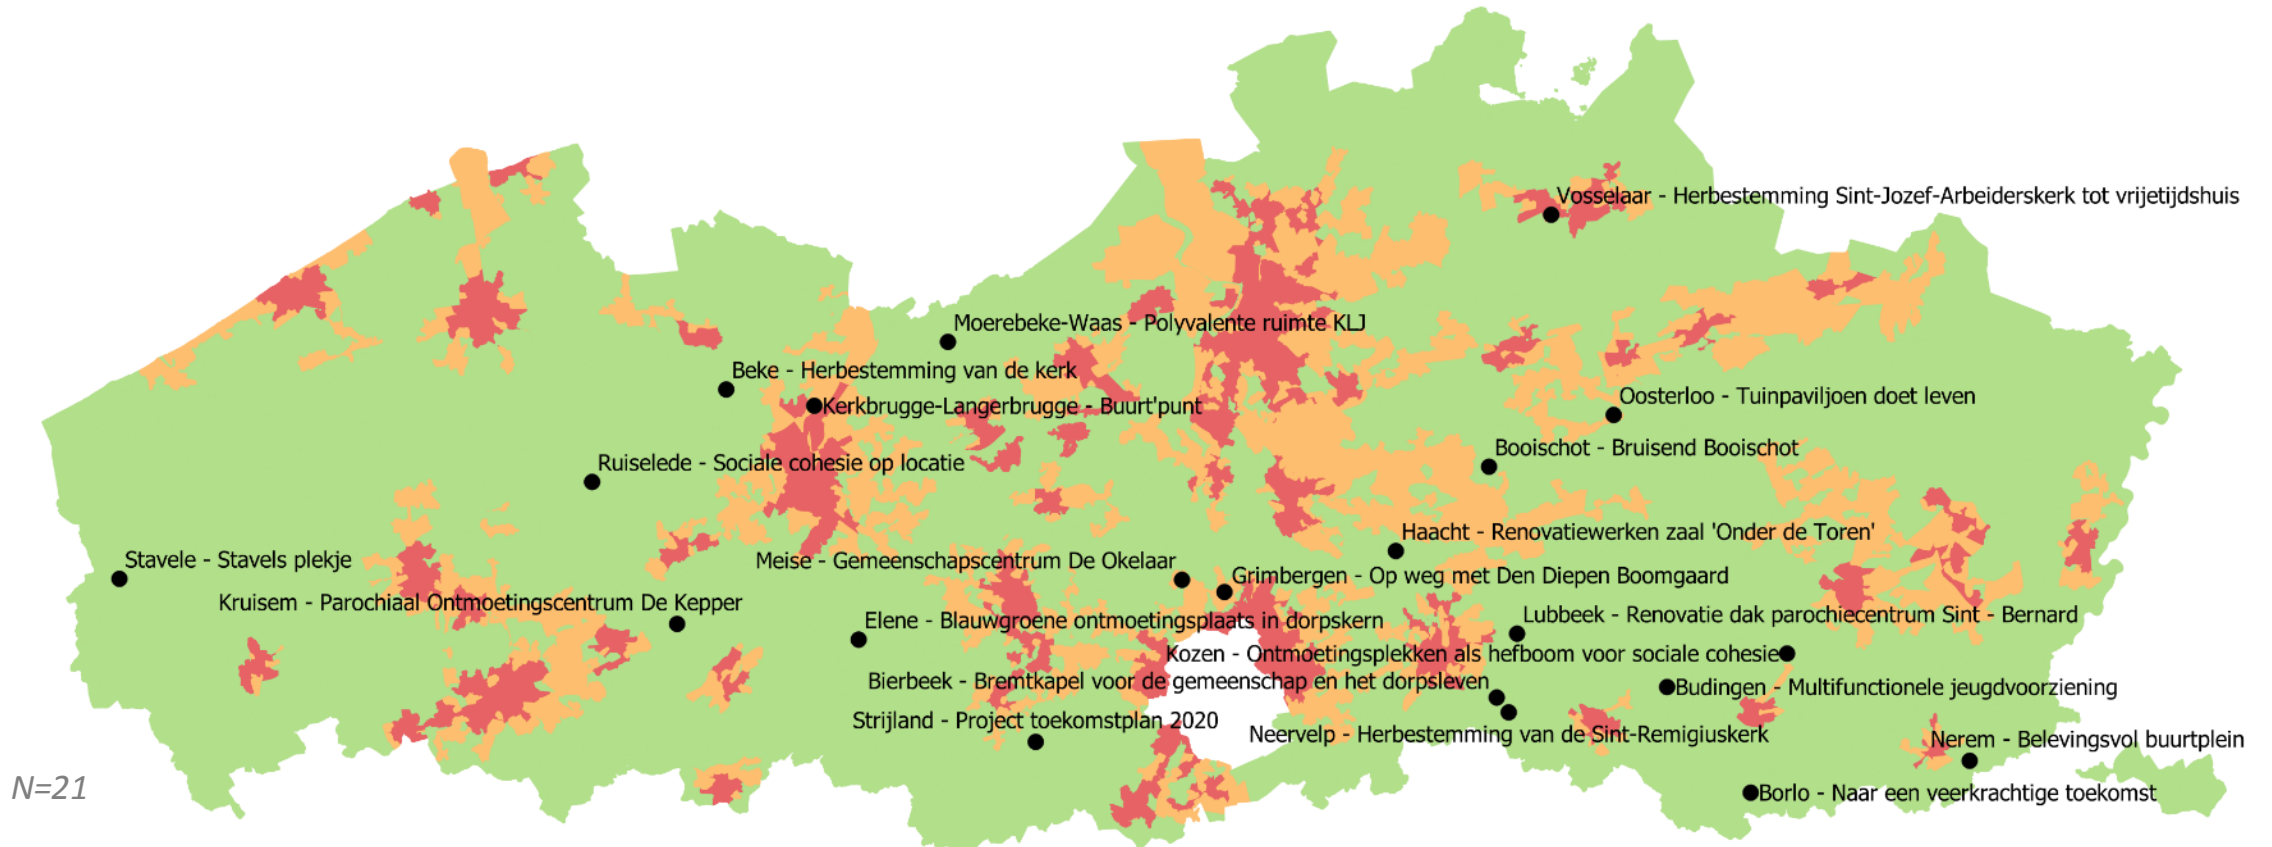 Vosselaar - Herbestemming Sint-Jozef-Arbeiderskerk tot vrijetijdshuis
Moerebeke-Waas - Polyvalente ruimte KLJ
Beke - Herbestemming van de kerk
Oosterloo - Tuinpaviljoen doet leven
Kerkbrugge-Langerbrugge - Buurt'punt
Booischot - Bruisend Booischot
Ruiselede - Sociale cohesie op locatie
Haacht - Renovatiewerken zaal 'Onder de Toren'
Stavele - Stavels plekje
Meise - Gemeenschapscentrum De Okelaar
Grimbergen - Op weg met Den Diepen Boomgaard
Kruisem - Parochiaal Ontmoetingscentrum De Kepper
Lubbeek - Renovatie dak parochiecentrum Sint - Bernard
Elene - Blauwgroene ontmoetingsplaats in dorpskern
Kozen - Ontmoetingsplekken als hefboom voor sociale cohesie
Bierbeek - Bremtkapel voor de gemeenschap en het dorpsleven
Budingen - Multifunctionele jeugdvoorziening
Strijland - Project toekomstplan 2020
Neervelp - Herbestemming van de Sint-Remigiuskerk
Nerem - Belevingsvol buurtplein
N=21
Borlo - Naar een veerkrachtige toekomst